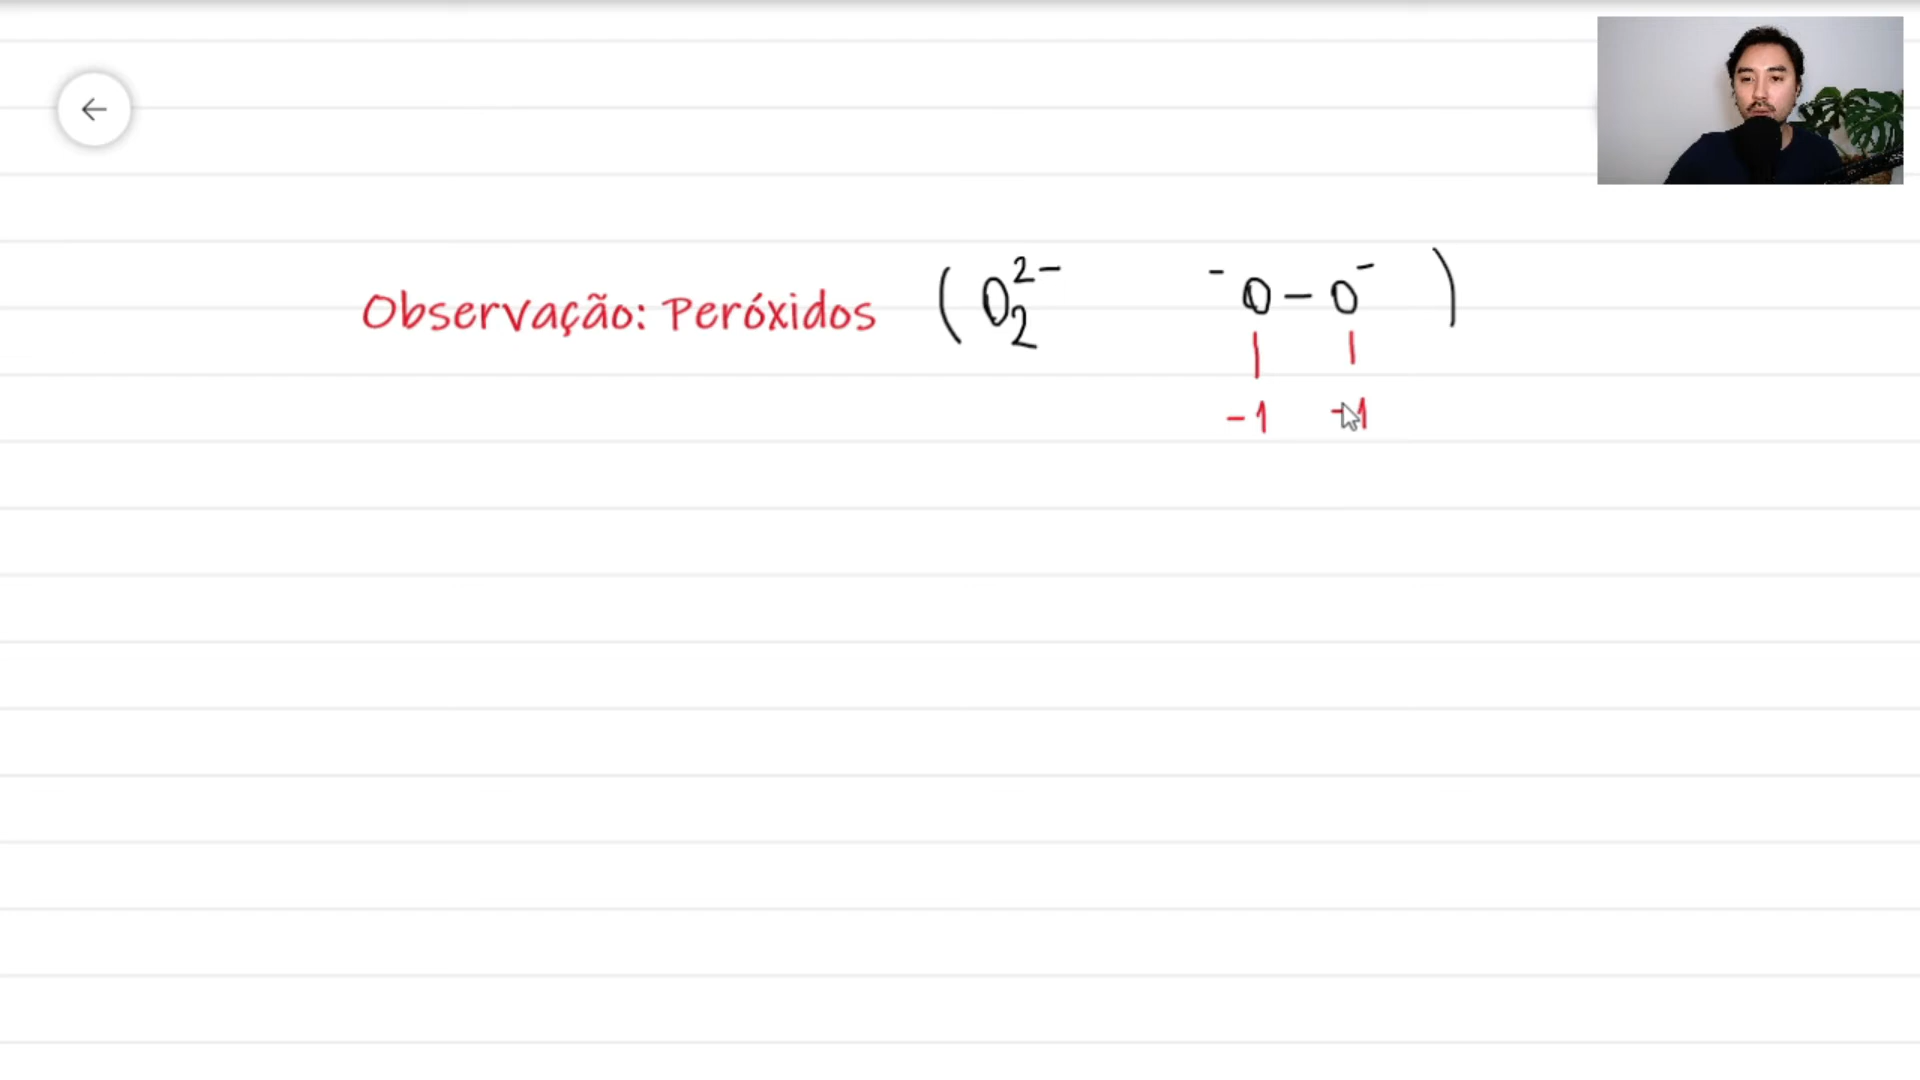 Observação: Peróxidos ( O₂²⁻ ⁻O – O⁻ )
-1 -1